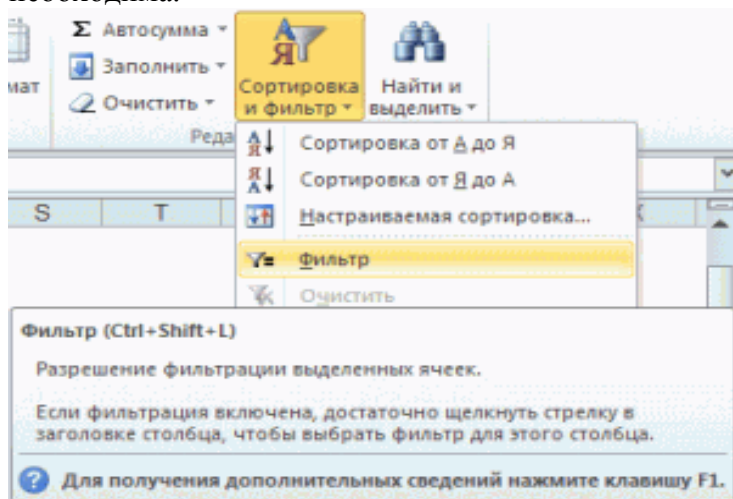 необходима.
Σ Автосумма
Заполнить
мат
Очистить
Сортировка
и фильтр
Найти и
выделить
Реда
Сортировка от А до Я
Сортировка от Я до А
S T
Настраиваемая сортировка...
Фильтр
Очистить
Фильтр (Ctrl+Shift+L)
Разрешение фильтрации выделенных ячеек.
Если фильтрация включена, достаточно щелкнуть стрелку в
заголовке столбца, чтобы выбрать фильтр для этого столбца.
Для получения дополнительных сведений нажмите клавишу F1.